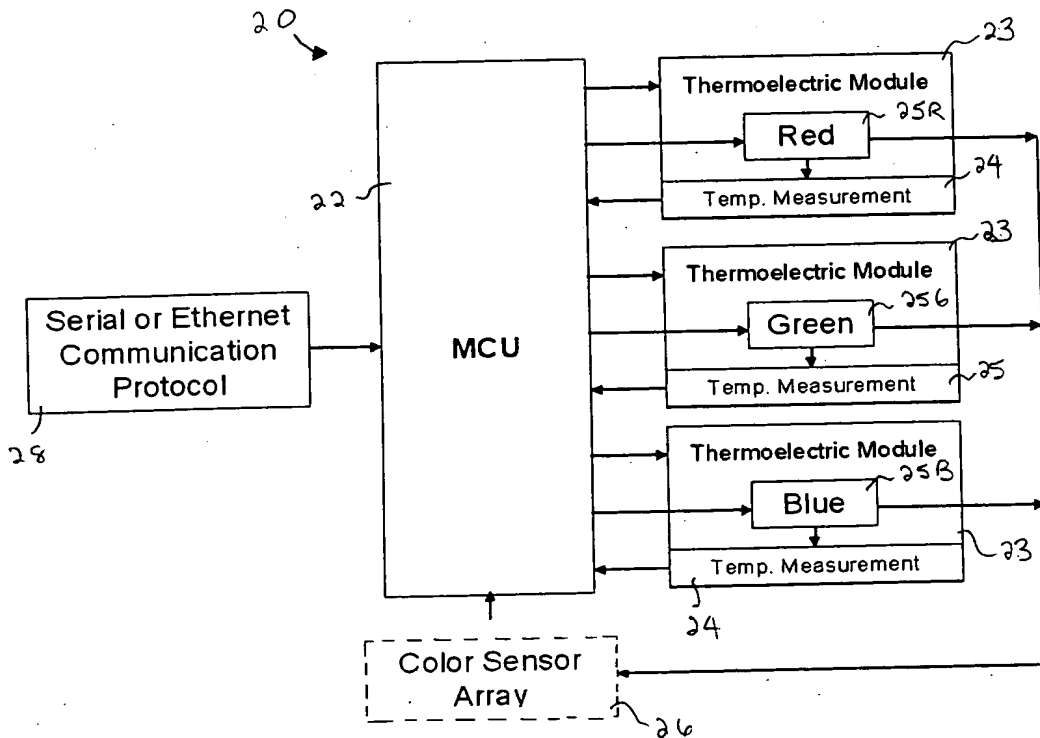 20
23
Thermoelectric Module
25R
Red
22
24
Temp. Measurement
23
Thermoelectric Module
256
Green
Serial or Ethernet
Communication
Protocol
MCU
25
Temp. Measurement
28
Thermoelectric Module
25B
Blue
23
Temp. Measurement
24
Color Sensor
Array
26